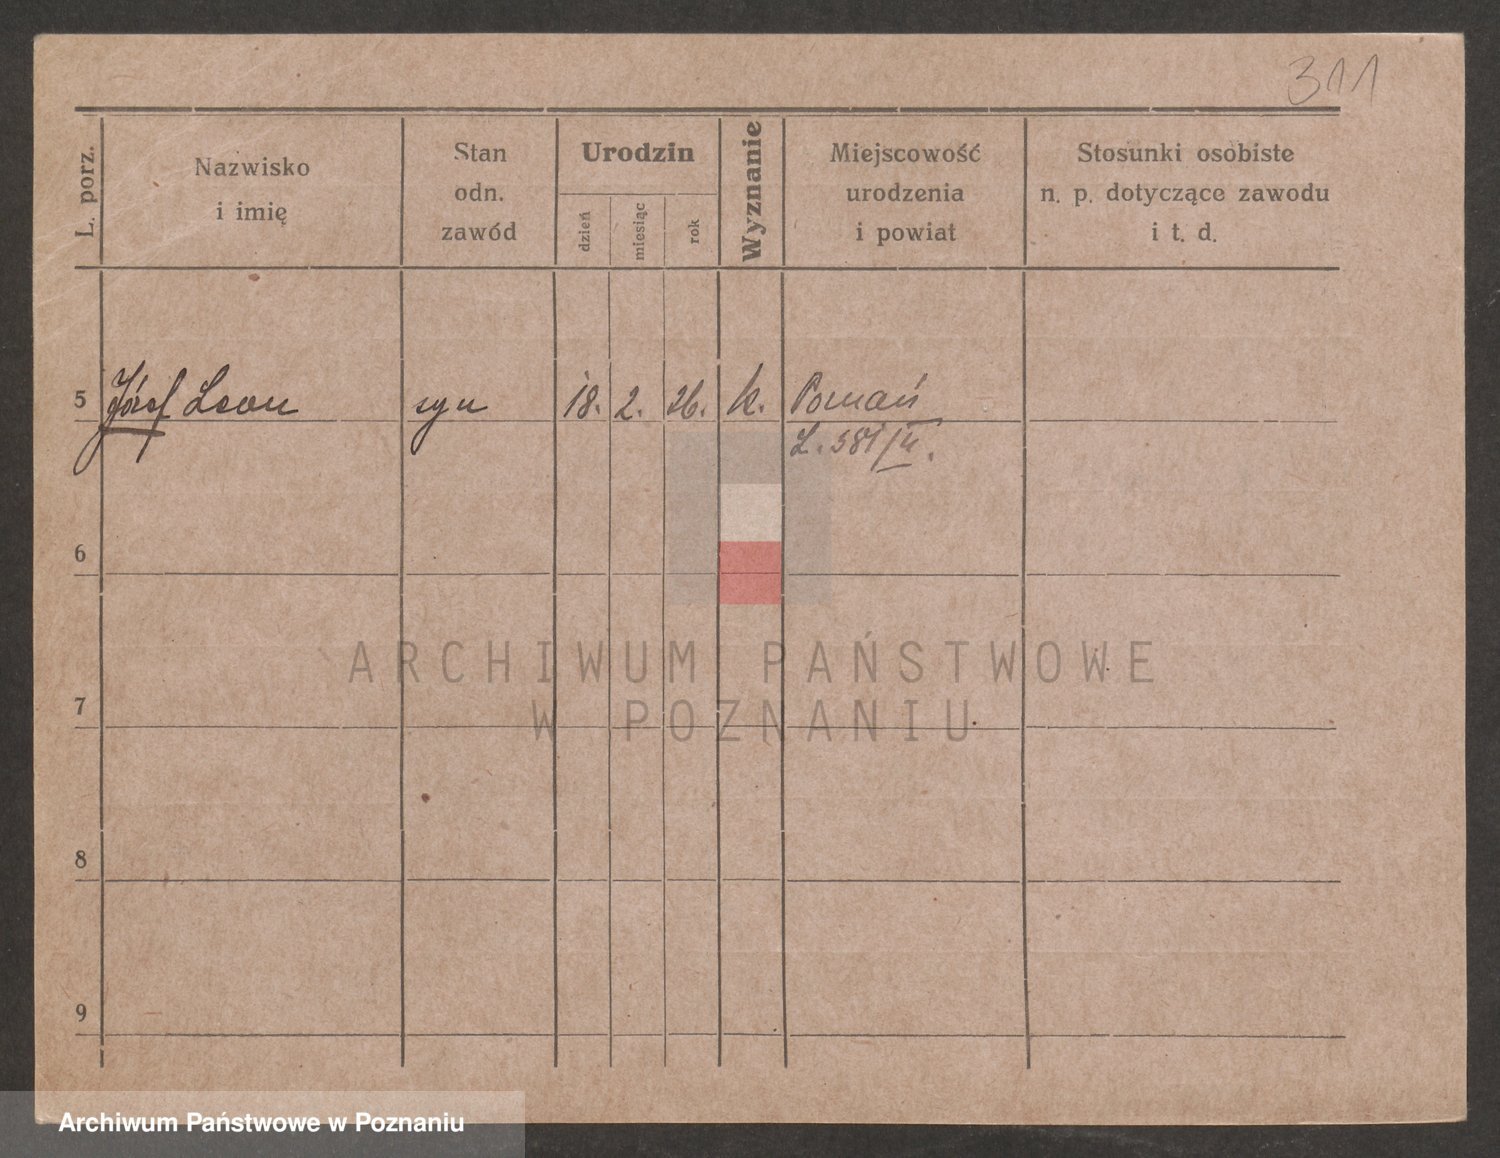 311
L. porz.
Nazwisko
i imię
Stan
odn.
zawód
Urodzin
dzień
miesiąc
rok
Wyznanie
Miejscowość
urodzenia
i powiat
Stosunki osobiste
n. p. dotyczące zawodu
i t. d.
5 Józef Leon syn 18. 2. 26. k. Poznań
L. 581/II.
6
ARCHIWUM PAŃSTWOWE
W POZNANIU
7
8
9
Archiwum Państwowe w Poznaniu